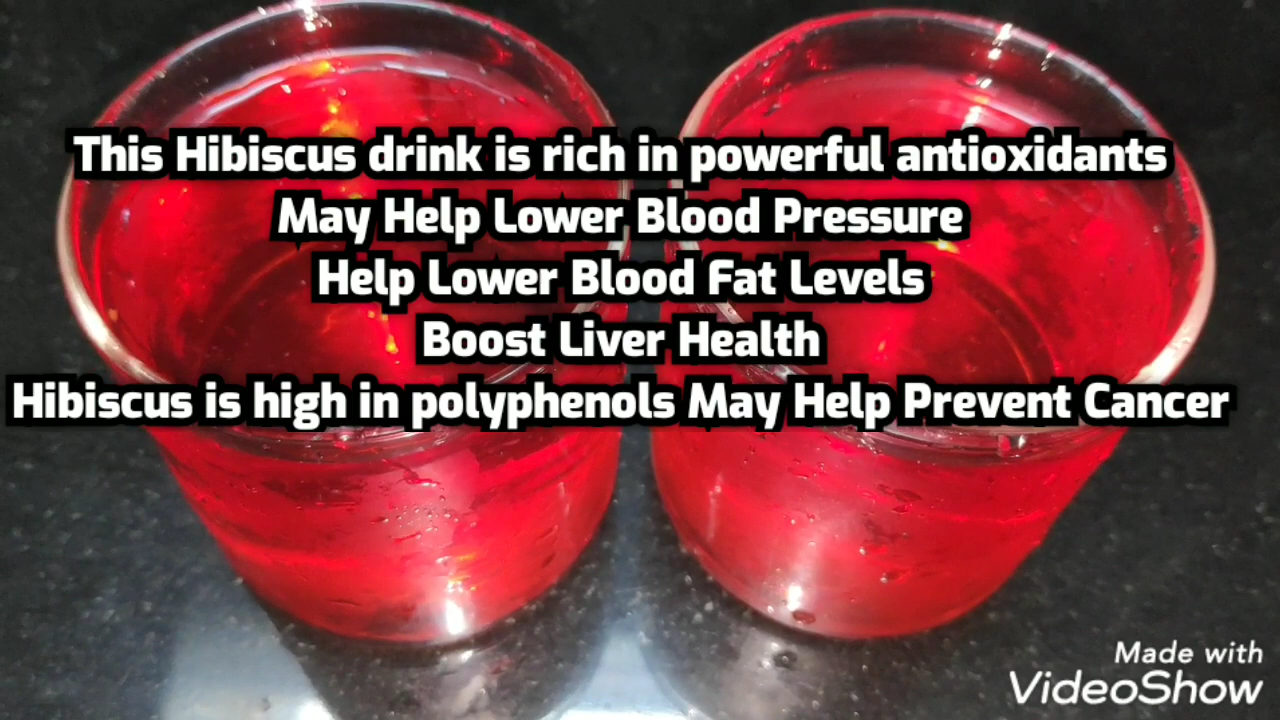 This Hibiscus drink is rich in powerful antioxidants
May Help Lower Blood Pressure
Help Lower Blood Fat Levels
Boost Liver Health
Hibiscus is high in polyphenols May Help Prevent Cancer
Made with
VideoShow